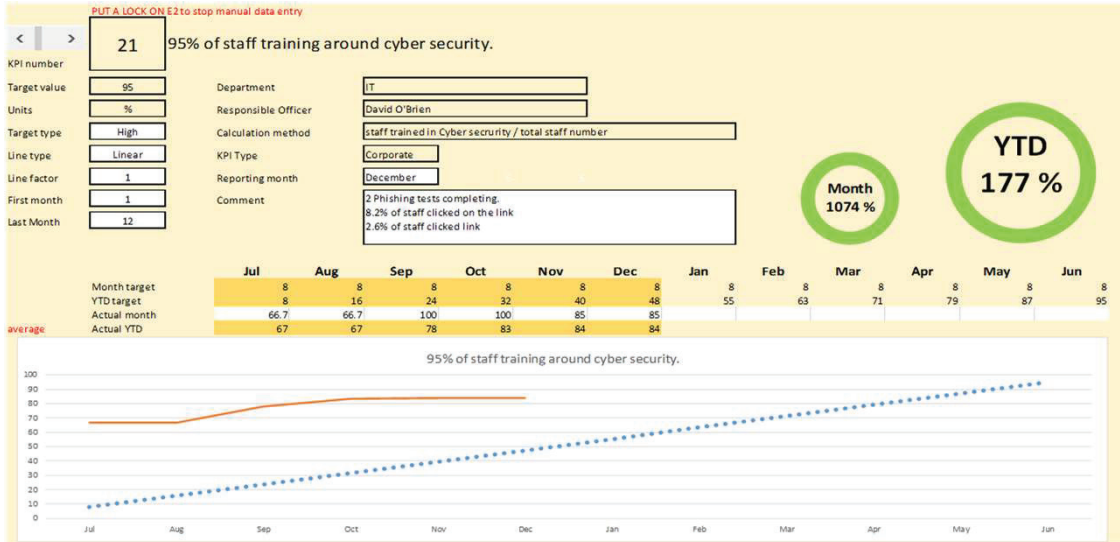 PUT A LOCK ON E2 to stop manual data entry
< >
KPI number
21
95% of staff training around cyber security.
Target value 95 Department IT
Units % Responsible Officer David O'Brien
Target type High Calculation method staff trained in Cyber secrurity / total staff number
Line type Linear KPI Type Corporate
Line factor 1 Reporting month December
First month 1 Comment 2 Phishing tests completing.
8.2% of staff clicked on the link
Last Month 12 2.6% of staff clicked link
Month
1074 %
YTD
177 %
Jul Aug Sep Oct Nov Dec Jan Feb Mar Apr May Jun
Month target 8 8 8 8 8 8 8 8 8 8 8 8
YTD target 8 16 24 32 40 48 55 63 71 79 87 95
Actual month 66.7 66.7 100 100 85 85
average Actual YTD 67 67 78 83 84 84
95% of staff training around cyber security.
100
90
80
70
60
50
40
30
20
10
0
Jul Aug Sep Oct Nov Dec Jan Feb Mar Apr May Jun